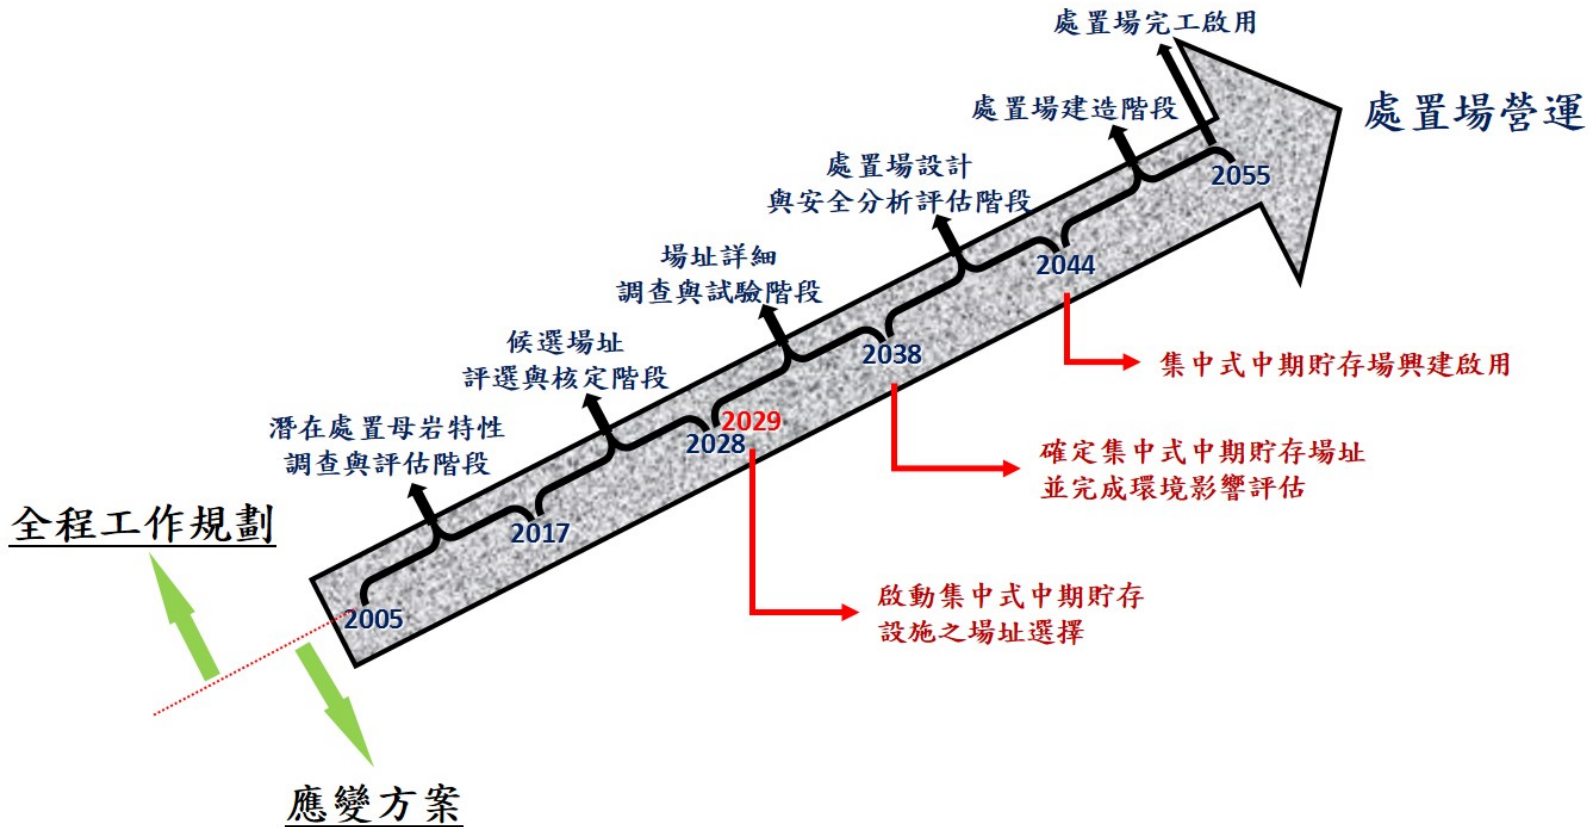 處置場完工啟用
處置場營運
處置場建造階段
處置場設計
與安全分析評估階段
2055
場址詳細
調查與試驗階段
2044
候選場址
評選與核定階段
2038
集中式中期貯存場興建啟用
潛在處置母岩特性
調查與評估階段
2029
2028
確定集中式中期貯存場址
並完成環境影響評估
全程工作規劃
2017
2005
啟動集中式中期貯存
設施之場址選擇
應變方案